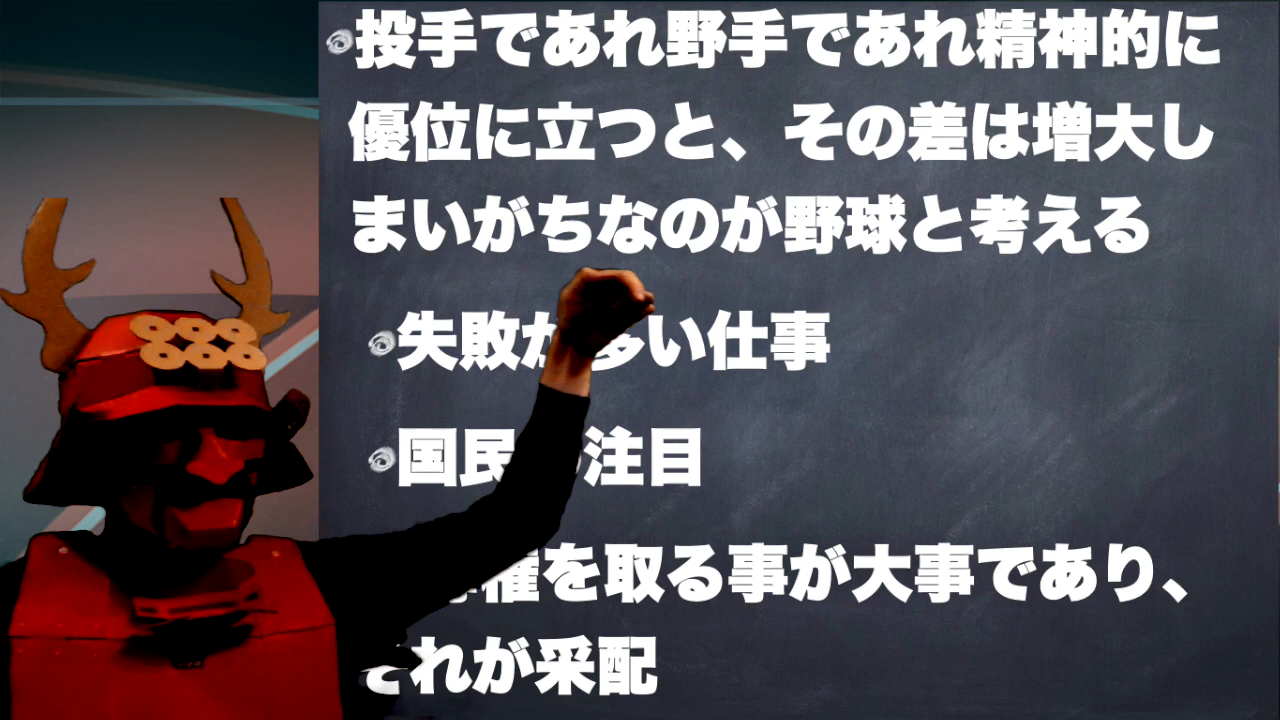 投手であれ野手であれ精神的に
優位に立つと、その差は増大し
まいがちなのが野球と考える
失敗が多い仕事
国民 注目
権を取る事が大事であり、
それが采配